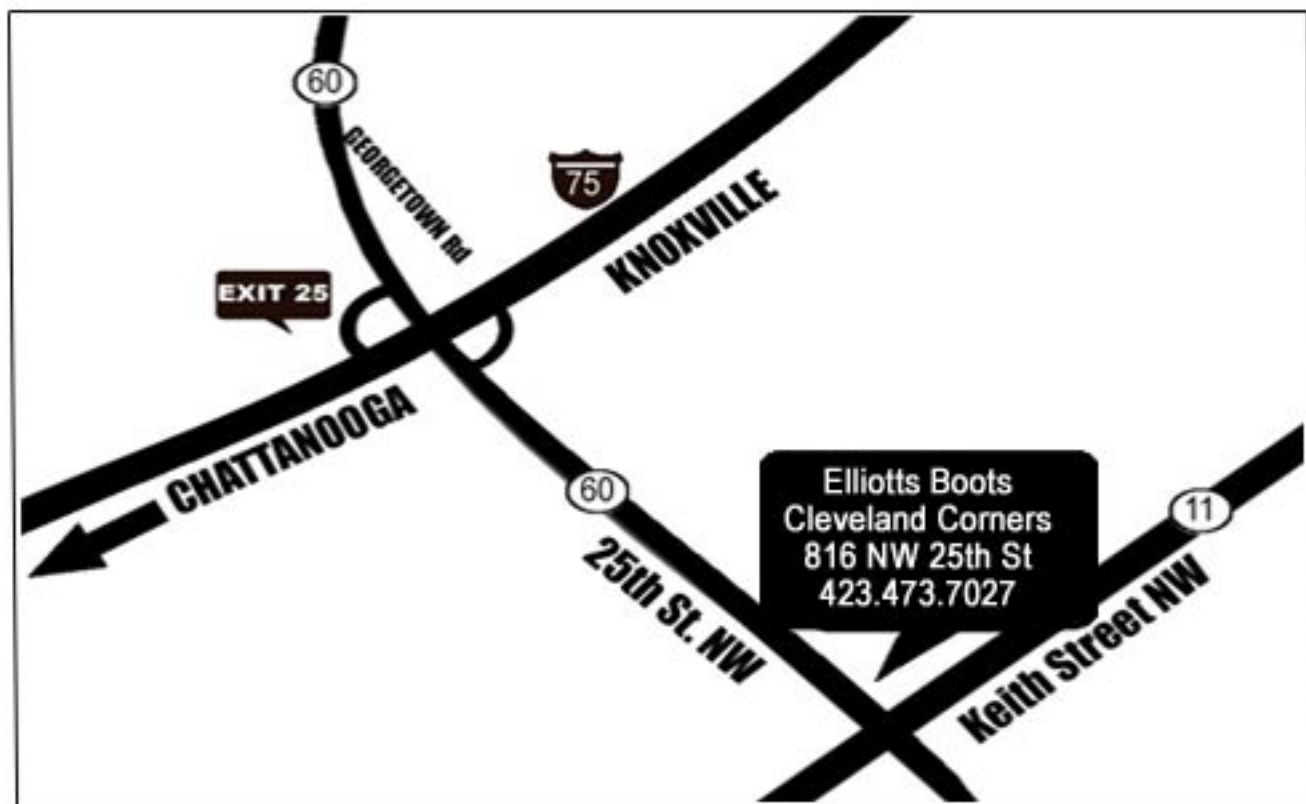 60
GEORGETOWN Rd
75
KNOXVILLE
EXIT 25
CHATTANOOGA
60
25th St. NW
Elliotts Boots
Cleveland Corners
816 NW 25th St
423.473.7027
11
Keith Street NW